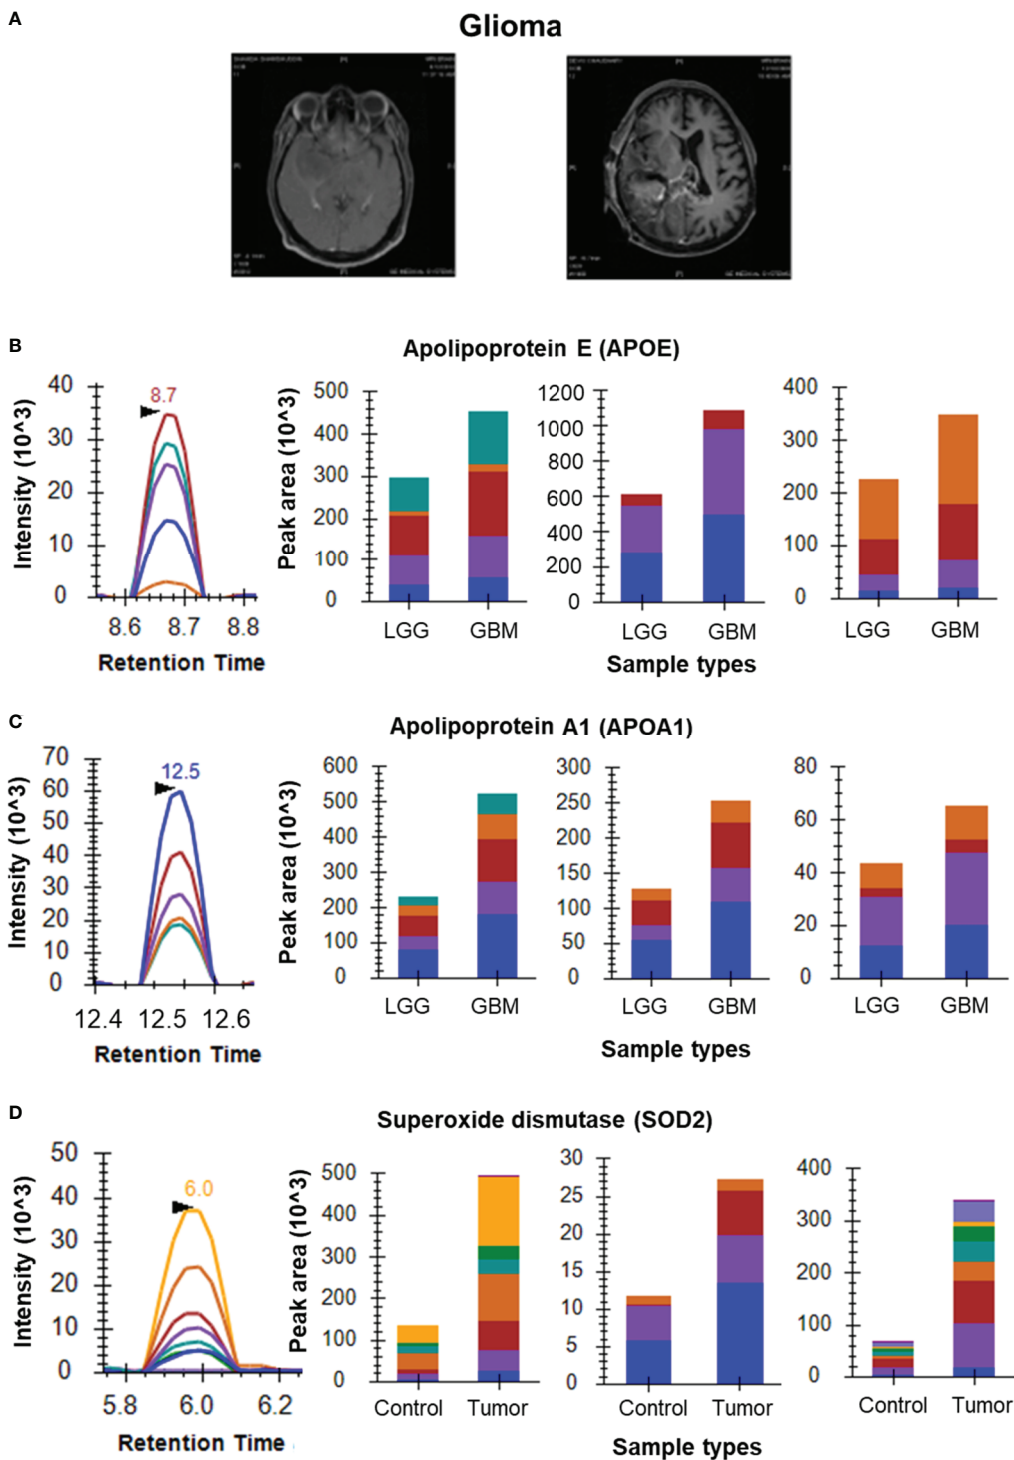 A
Glioma
B
Apolipoprotein E (APOE)
Intensity (10^3)
40
30
20
10
0
8.7
8.6 8.7 8.8
Retention Time
Peak area (10^3)
500
400
300
200
100
0
LGG GBM
1200
1000
800
600
400
200
0
LGG GBM
400
300
200
100
0
LGG GBM
Sample types
C
Apolipoprotein A1 (APOA1)
Intensity (10^3)
70
60
50
40
30
20
10
0
12.5
12.4 12.5 12.6
Retention Time
Peak area (10^3)
600
500
400
300
200
100
0
LGG GBM
300
250
200
150
100
50
0
LGG GBM
80
60
40
20
0
LGG GBM
Sample types
D
Superoxide dismutase (SOD2)
Intensity (10^3)
50
40
30
20
10
0
6.0
5.8 6.0 6.2
Retention Time
Peak area (10^3)
500
400
300
200
100
0
Control Tumor
30
25
20
15
10
5
0
Control Tumor
400
300
200
100
0
Control Tumor
Sample types